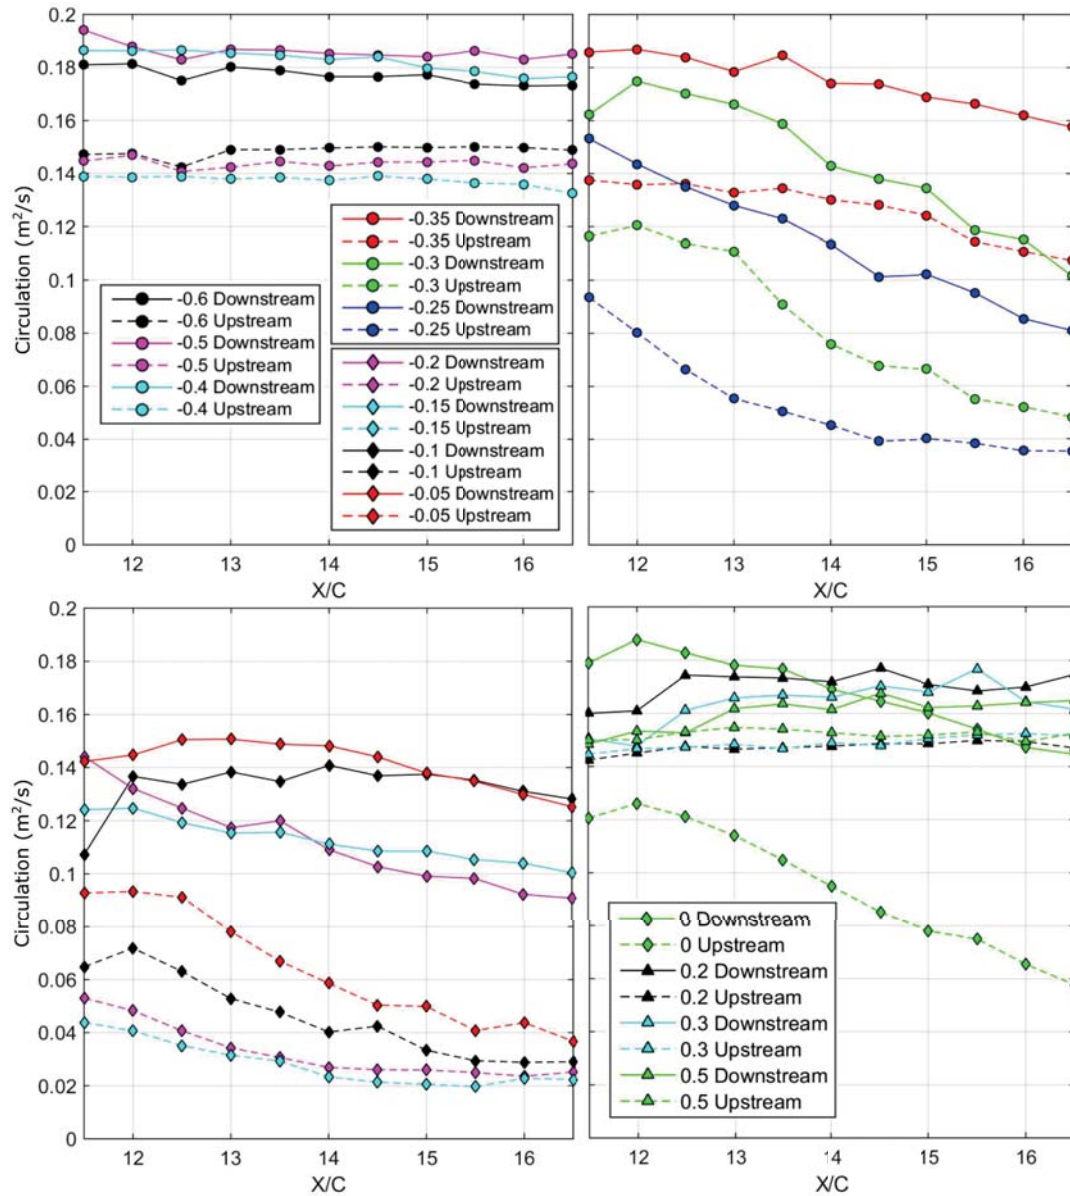 0.2
0.18
0.16
0.14
0.12
0.1
0.08
0.06
0.04
0.02
0
Circulation (m²/s)
-0.6 Downstream
-0.6 Upstream
-0.5 Downstream
-0.5 Upstream
-0.4 Downstream
-0.4 Upstream
-0.35 Downstream
-0.35 Upstream
-0.3 Downstream
-0.3 Upstream
-0.25 Downstream
-0.25 Upstream
-0.2 Downstream
-0.2 Upstream
-0.15 Downstream
-0.15 Upstream
-0.1 Downstream
-0.1 Upstream
-0.05 Downstream
-0.05 Upstream
12 13 14 15 16
X/C
12 13 14 15 16
X/C
0.2
0.18
0.16
0.14
0.12
0.1
0.08
0.06
0.04
0.02
0
Circulation (m²/s)
12 13 14 15 16
X/C
0 Downstream
0 Upstream
0.2 Downstream
0.2 Upstream
0.3 Downstream
0.3 Upstream
0.5 Downstream
0.5 Upstream
12 13 14 15 16
X/C